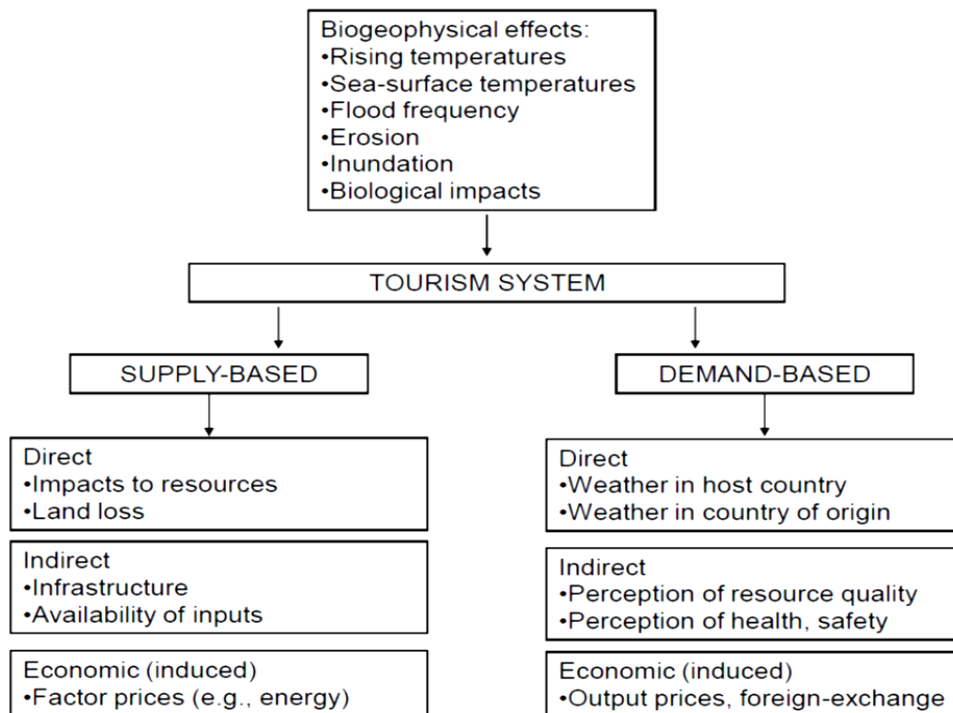 Biogeophysical effects:
•Rising temperatures
•Sea-surface temperatures
•Flood frequency
•Erosion
•Inundation
•Biological impacts
TOURISM SYSTEM
SUPPLY-BASED
DEMAND-BASED
Direct
•Impacts to resources
•Land loss
Direct
•Weather in host country
•Weather in country of origin
Indirect
•Infrastructure
•Availability of inputs
Indirect
•Perception of resource quality
•Perception of health, safety
Economic (induced)
•Factor prices (e.g., energy)
Economic (induced)
•Output prices, foreign-exchange